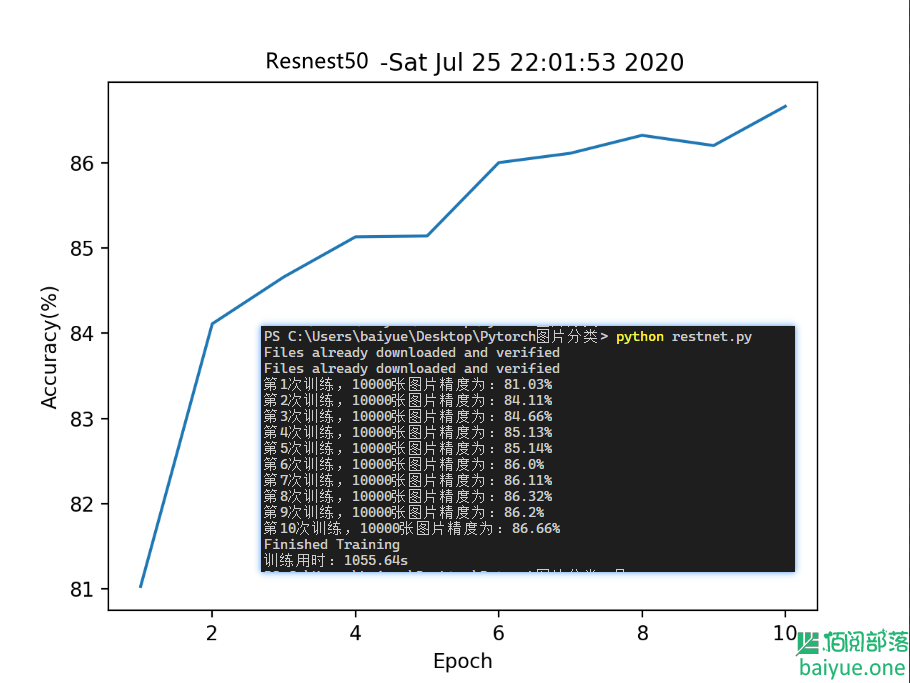 Resnest50 -Sat Jul 25 22:01:53 2020
86
85
84
83
82
81
Accuracy(%)
PS C:\Users\baiyue\Desktop\Pytorch图片分类> python restnet.py
Files already downloaded and verified
Files already downloaded and verified
第1次训练，10000张图片精度为：81.03%
第2次训练，10000张图片精度为：84.11%
第3次训练，10000张图片精度为：84.66%
第4次训练，10000张图片精度为：85.13%
第5次训练，10000张图片精度为：85.14%
第6次训练，10000张图片精度为：86.0%
第7次训练，10000张图片精度为：86.11%
第8次训练，10000张图片精度为：86.32%
第9次训练，10000张图片精度为：86.2%
第10次训练，10000张图片精度为：86.66%
Finished Training
训练用时：1055.64s
2 4 6 8 10
Epoch
佰阅部落
baiyue.one